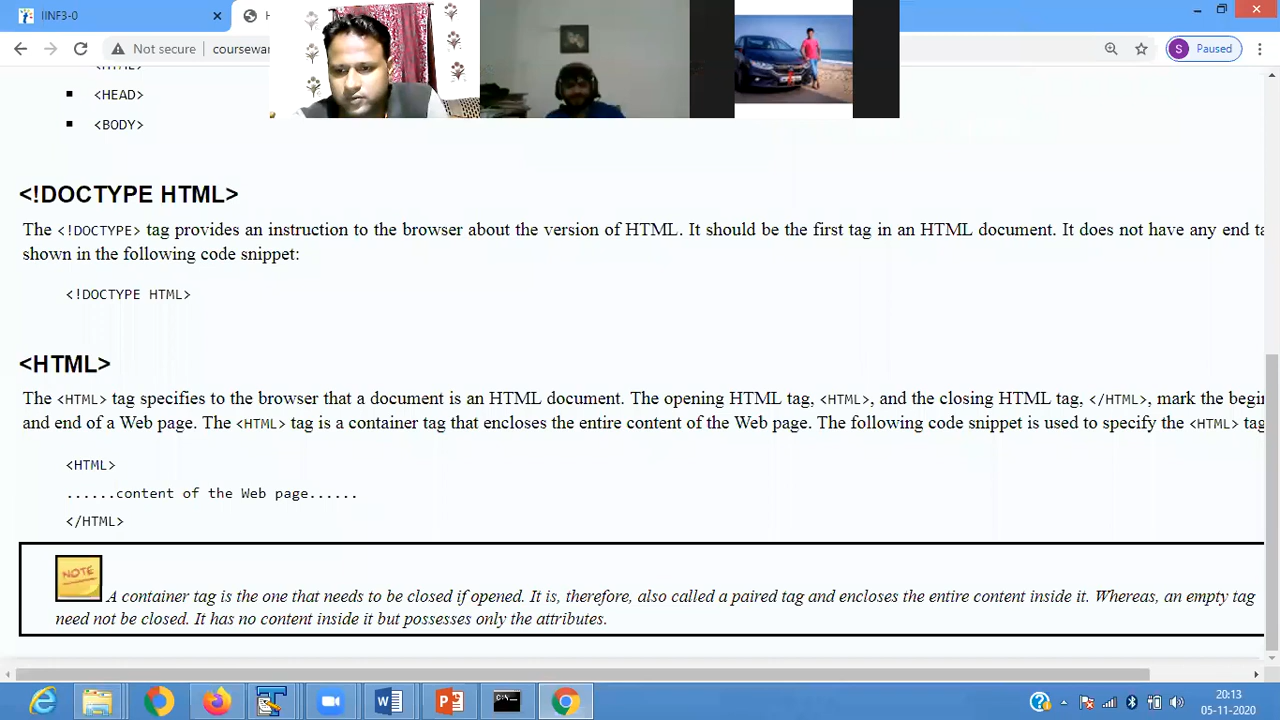 IINF3-0
H
Not secure
coursewar
S
Paused
<HTML>
<HEAD>
<BODY>
<!DOCTYPE HTML>
The <!DOCTYPE> tag provides an instruction to the browser about the version of HTML. It should be the first tag in an HTML document. It does not have any end ta
shown in the following code snippet:
<!DOCTYPE HTML>
<HTML>
The <HTML> tag specifies to the browser that a document is an HTML document. The opening HTML tag, <HTML>, and the closing HTML tag, </HTML>, mark the begin
and end of a Web page. The <HTML> tag is a container tag that encloses the entire content of the Web page. The following code snippet is used to specify the <HTML> tag
<HTML>
......content of the Web page......
</HTML>
NOTE
A container tag is the one that needs to be closed if opened. It is, therefore, also called a paired tag and encloses the entire content inside it. Whereas, an empty tag
need not be closed. It has no content inside it but possesses only the attributes.
20:13
05-11-2020